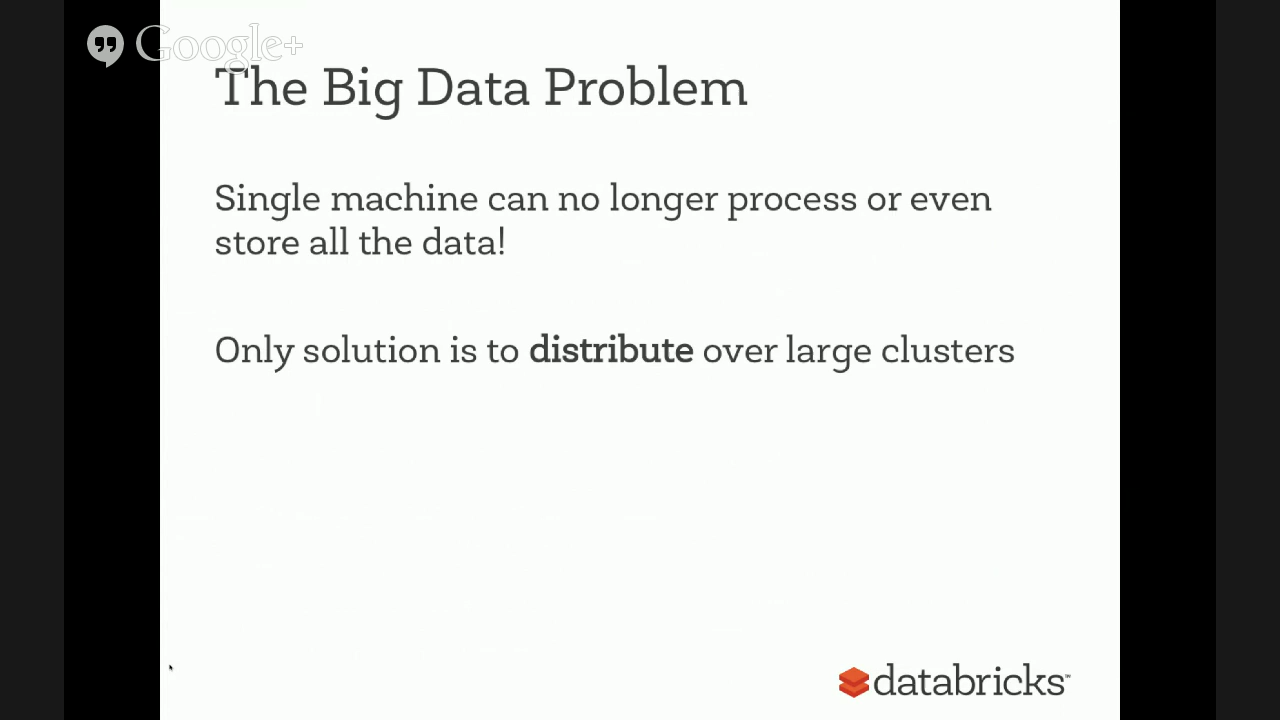 Google+
The Big Data Problem
Single machine can no longer process or even
store all the data!
Only solution is to distribute over large clusters
databricks™